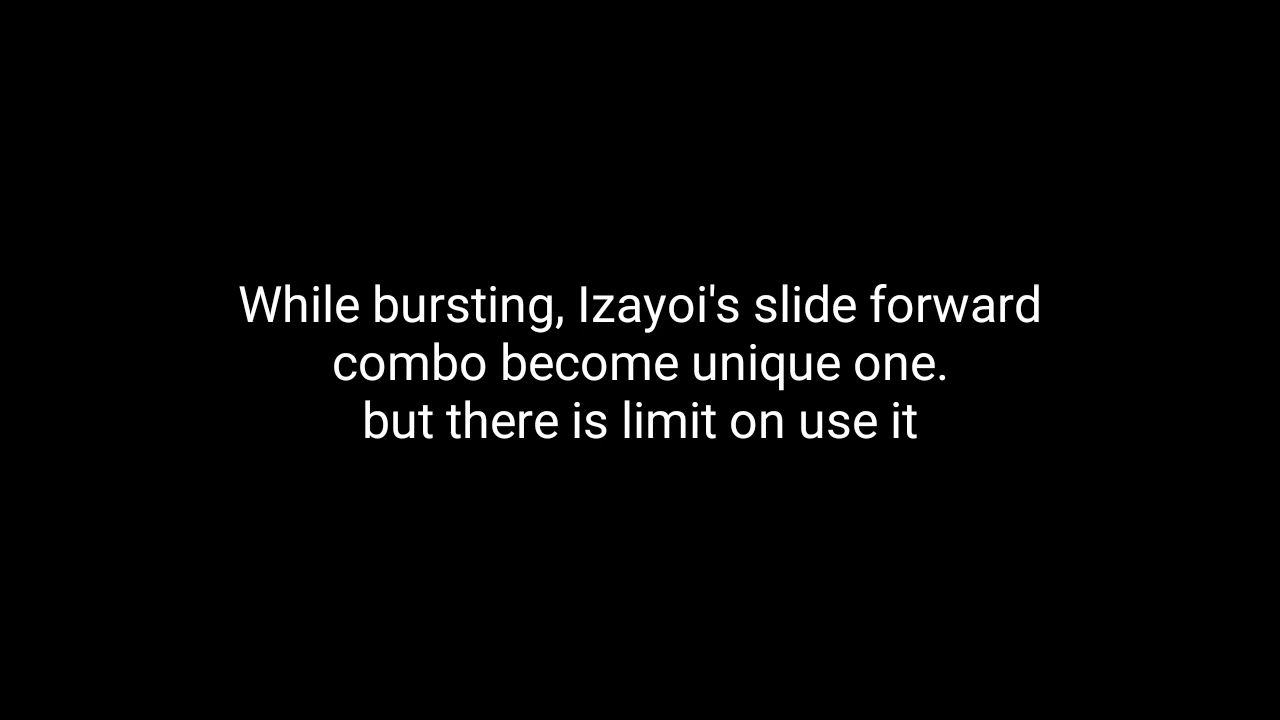 While bursting, Izayoi's slide forward
combo become unique one.
but there is limit on use it